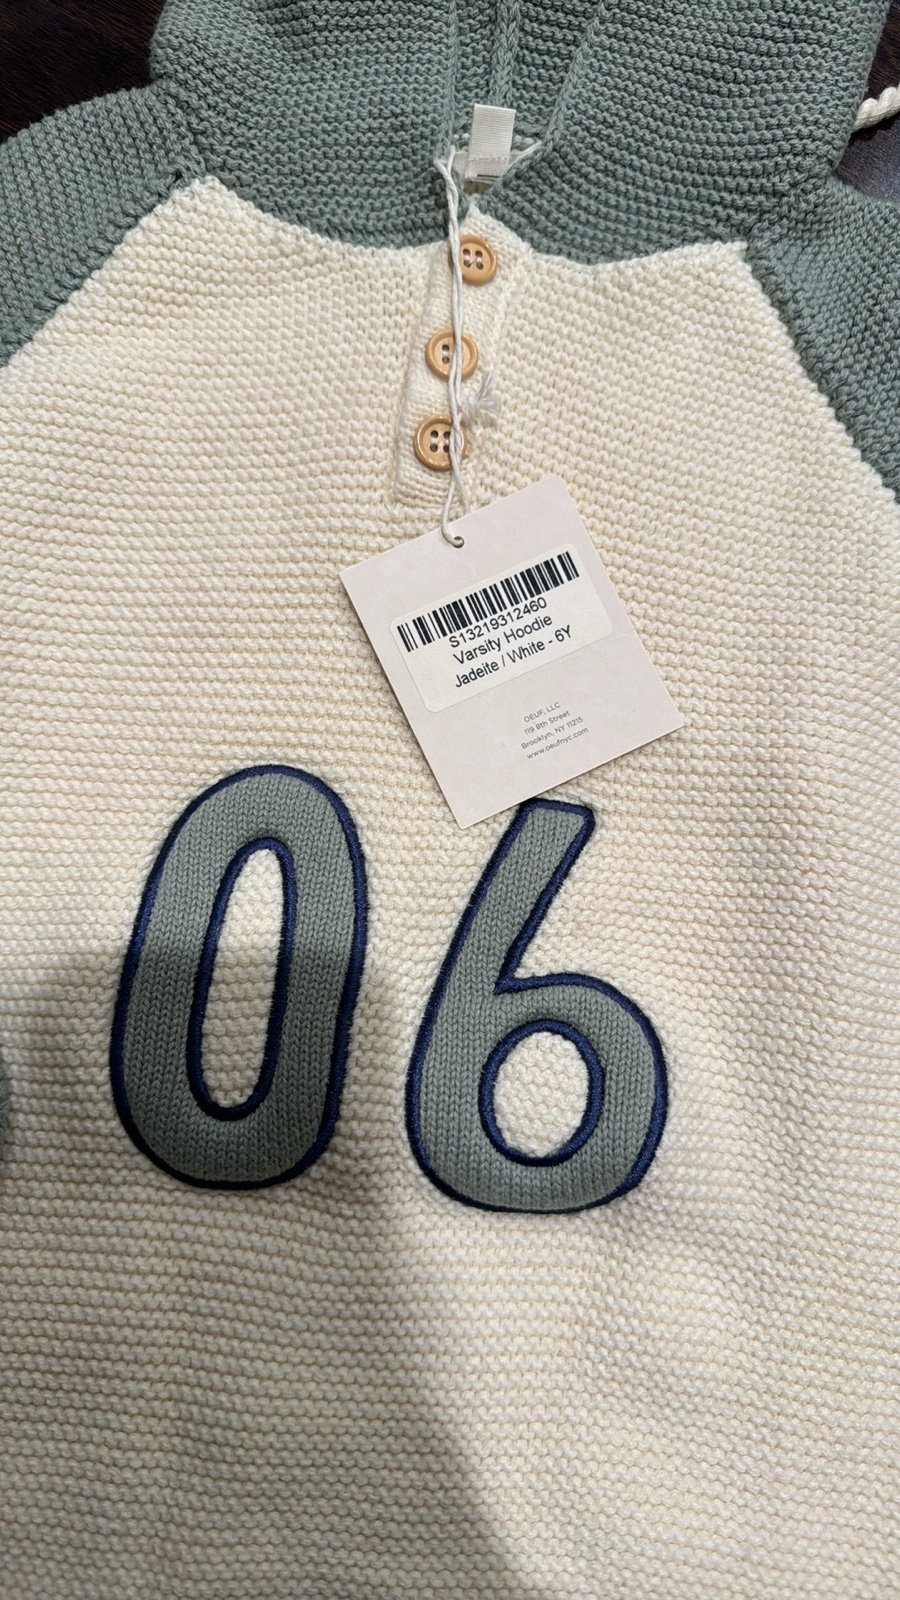 S13219312460
Varsity Hoodie
Jadeite / White - 6Y
OEUF, LLC
119 8th Street
Brooklyn, NY 11215
www.oeufnyc.com
06